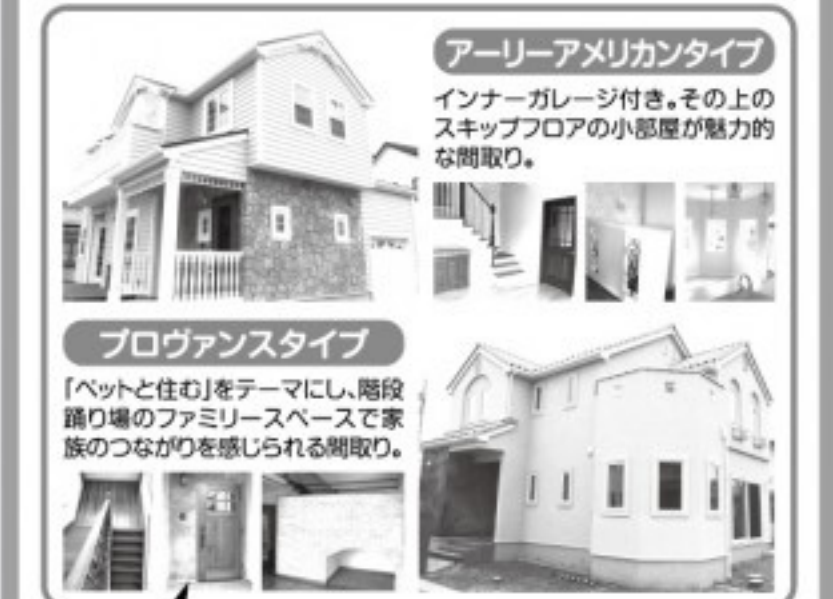 アーリーアメリカンタイプ
インナーガレージ付き。その上の
スキップフロアの小部屋が魅力的
な間取り。
プロヴァンスタイプ
「ペットと住む」をテーマにし、階段
踊り場のファミリースペースで家
族のつながりを感じられる間取り。